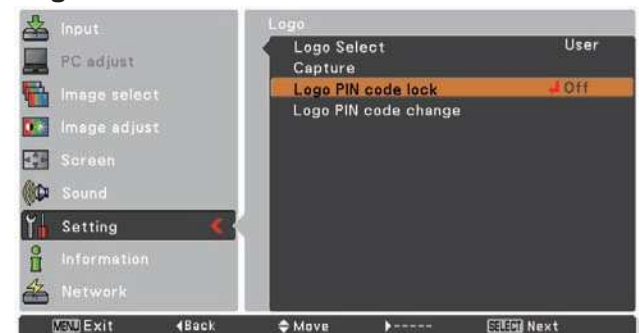 Input
PC adjust
Image select
Image adjust
Screen
Sound
Setting
Information
Network
Logo
Logo Select User
Capture
Logo PIN code lock Off
Logo PIN code change
MENU Exit ◀Back ◆Move ▶----- SELECT Next